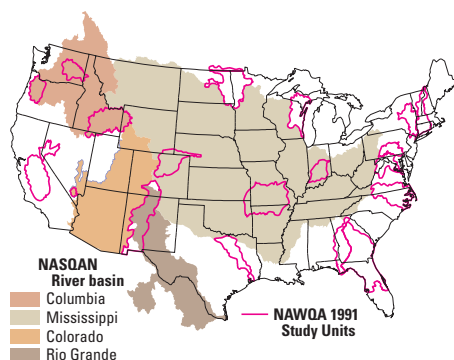 NASQAN
River basin
Columbia
Mississippi
Colorado
Rio Grande
NAWQA 1991
Study Units